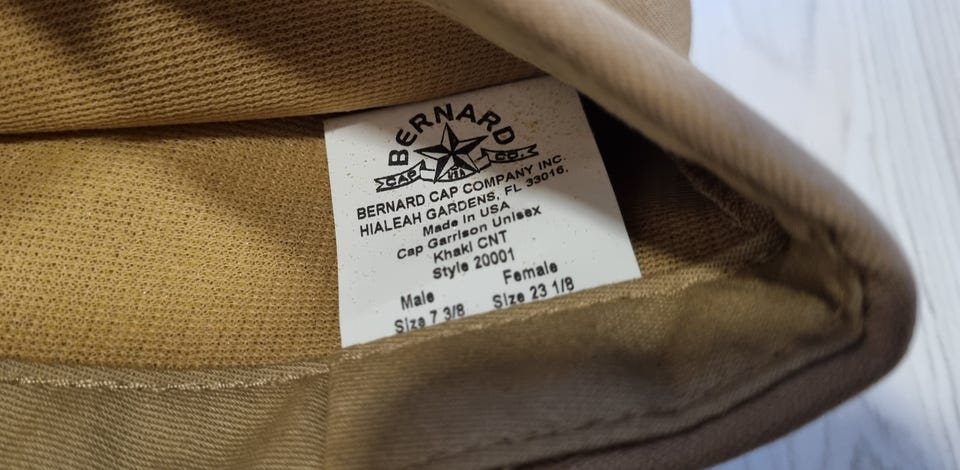 BERNARD
CAP CO.
USA
BERNARD CAP COMPANY INC.
HIALEAH GARDENS, FL 33016.
Made In USA
Cap Garrison Unisex
Khaki CNT
Style 20001
Male Female
Size 7 3/8 Size 23 1/8